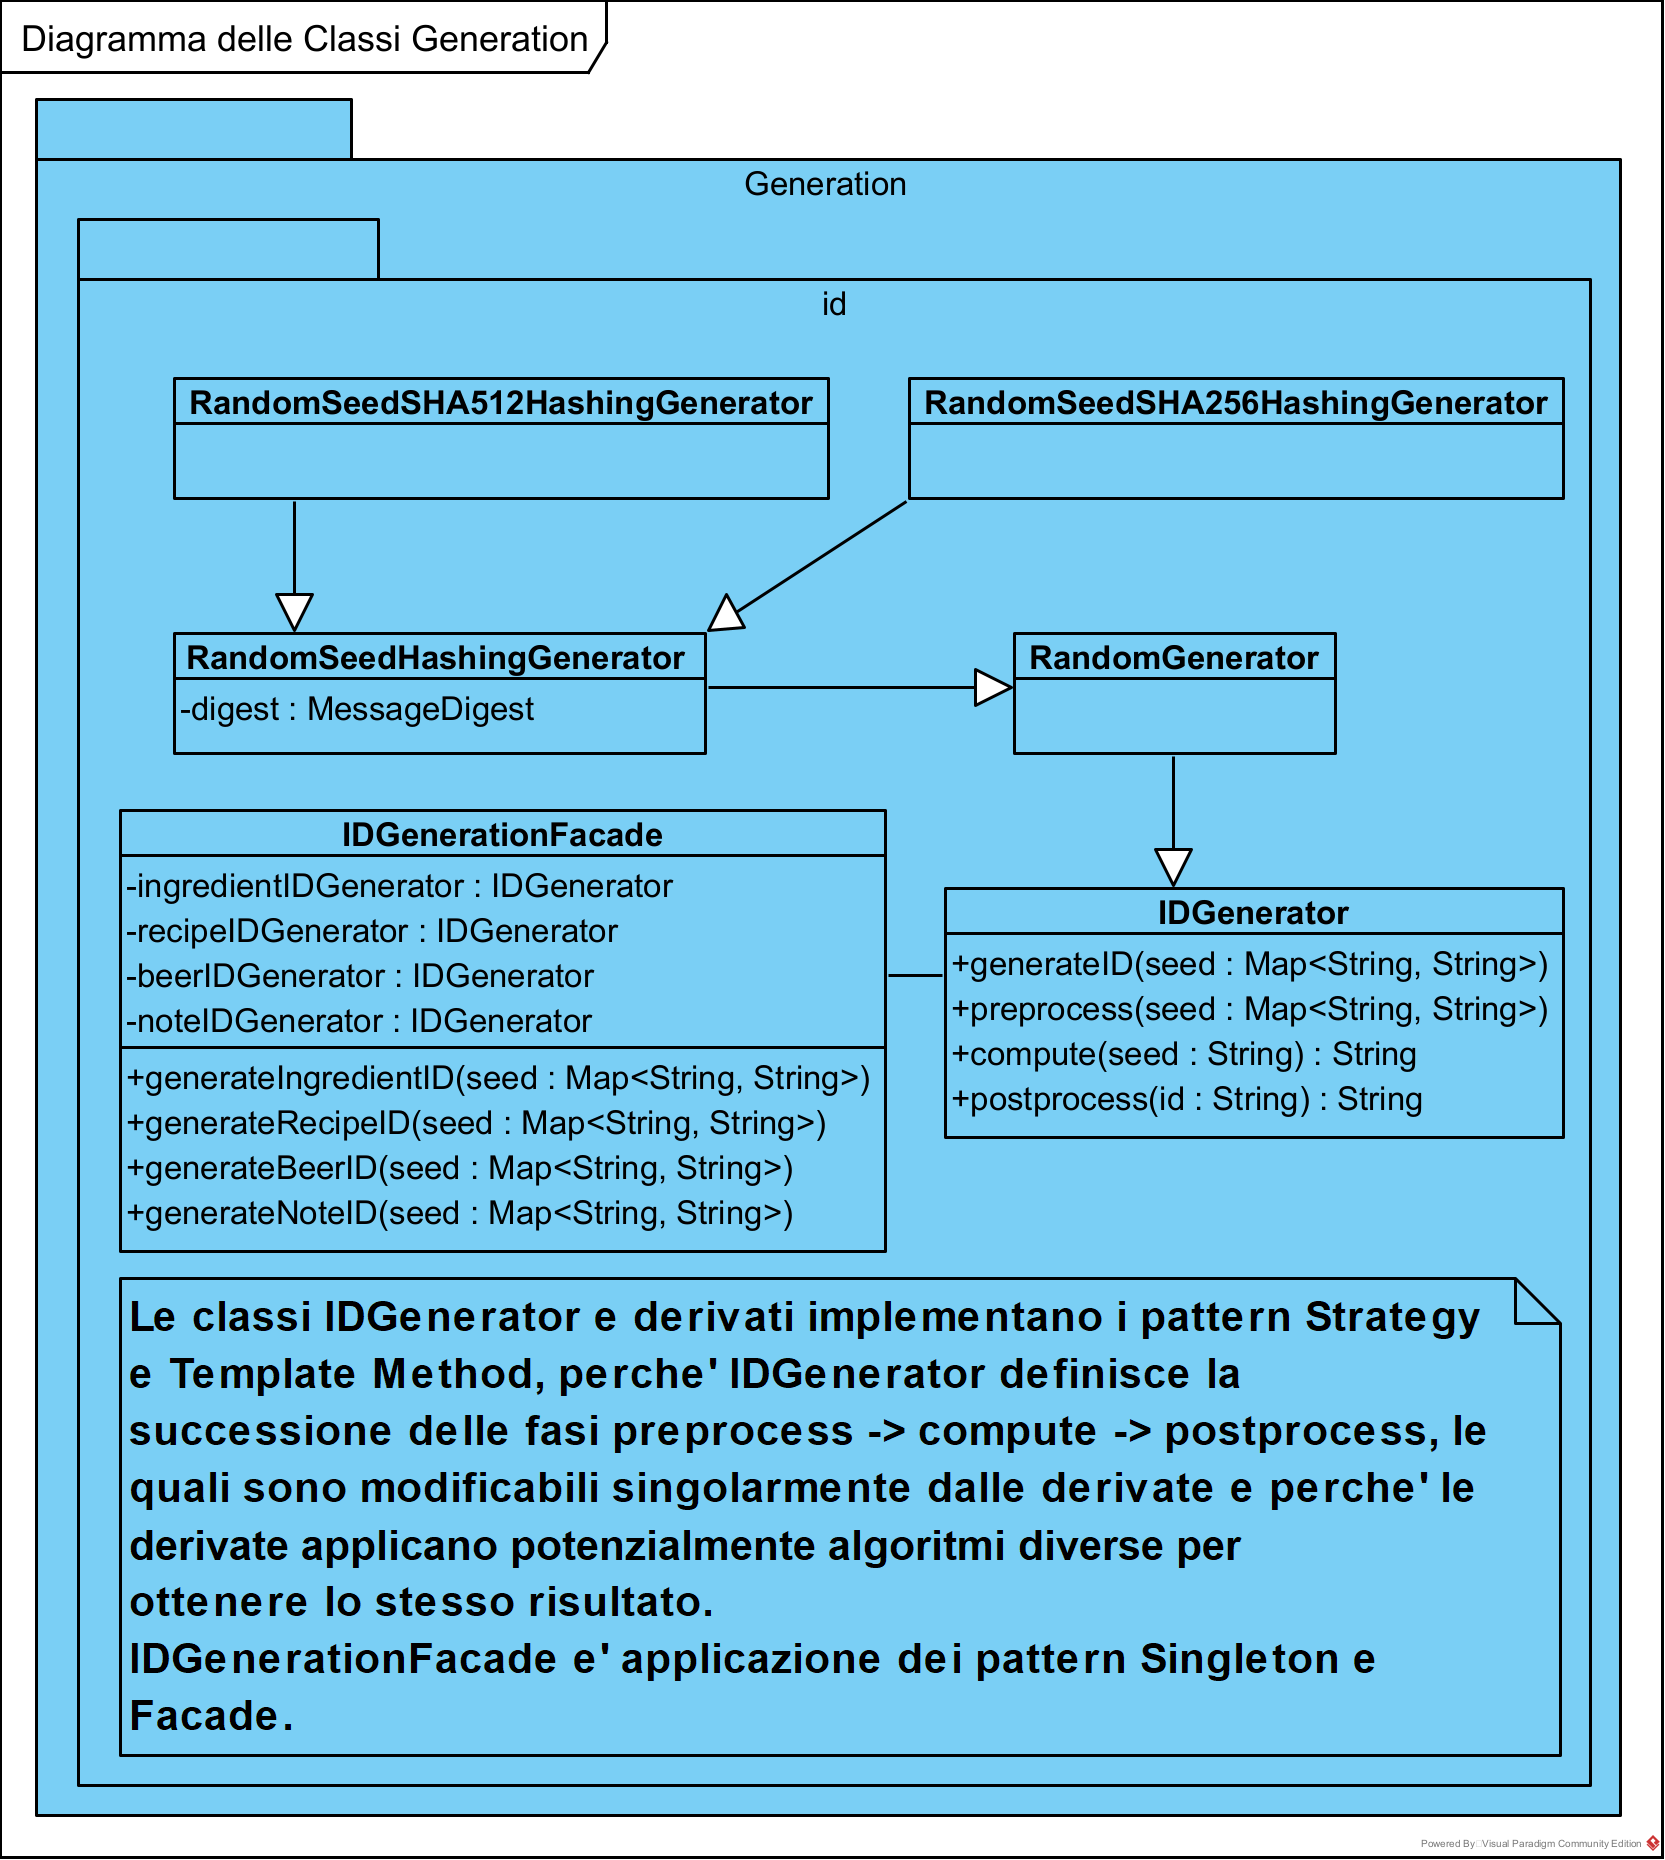 Diagramma delle Classi Generation
Generation
id
RandomSeedSHA512HashingGenerator
RandomSeedSHA256HashingGenerator
RandomSeedHashingGenerator
-digest : MessageDigest
RandomGenerator
IDGenerationFacade
-ingredientIDGenerator : IDGenerator
-recipeIDGenerator : IDGenerator
-beerIDGenerator : IDGenerator
-noteIDGenerator : IDGenerator
+generateIngredientID(seed : Map<String, String>)
+generateRecipeID(seed : Map<String, String>)
+generateBeerID(seed : Map<String, String>)
+generateNoteID(seed : Map<String, String>)
IDGenerator
+generateID(seed : Map<String, String>)
+preprocess(seed : Map<String, String>)
+compute(seed : String) : String
+postprocess(id : String) : String
Le classi IDGenerator e derivati implementano i pattern Strategy
e Template Method, perche' IDGenerator definisce la
successione delle fasi preprocess -> compute -> postprocess, le
quali sono modificabili singolarmente dalle derivate e perche' le
derivate applicano potenzialmente algoritmi diverse per
ottenere lo stesso risultato.
IDGenerationFacade e' applicazione dei pattern Singleton e
Facade.
Powered By Visual Paradigm Community Edition